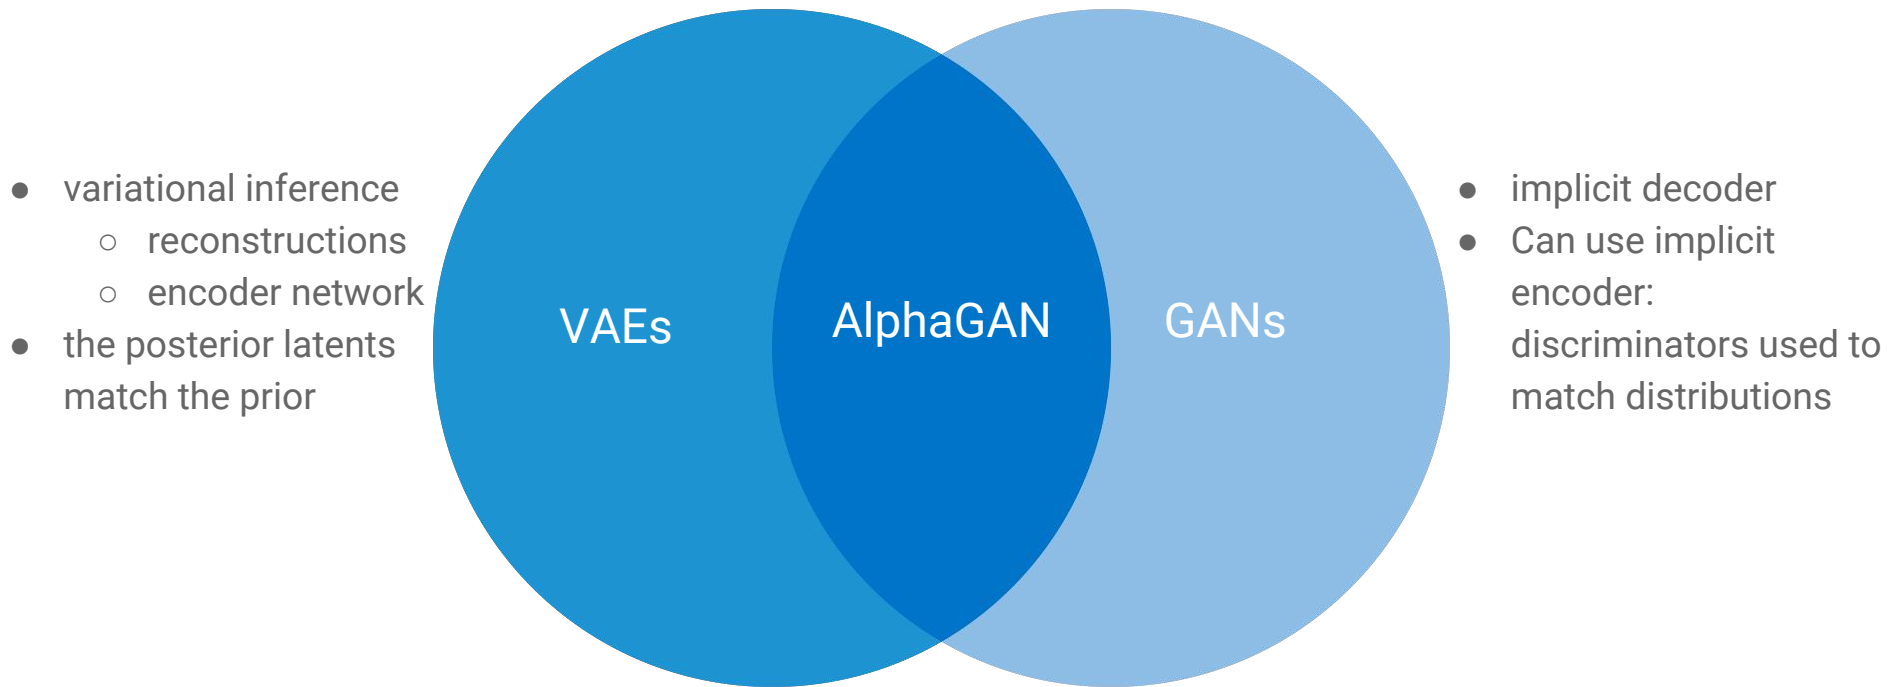 ● variational inference
○ reconstructions
○ encoder network
● the posterior latents
match the prior
VAEs
AlphaGAN
GANs
● implicit decoder
● Can use implicit
encoder:
discriminators used to
match distributions